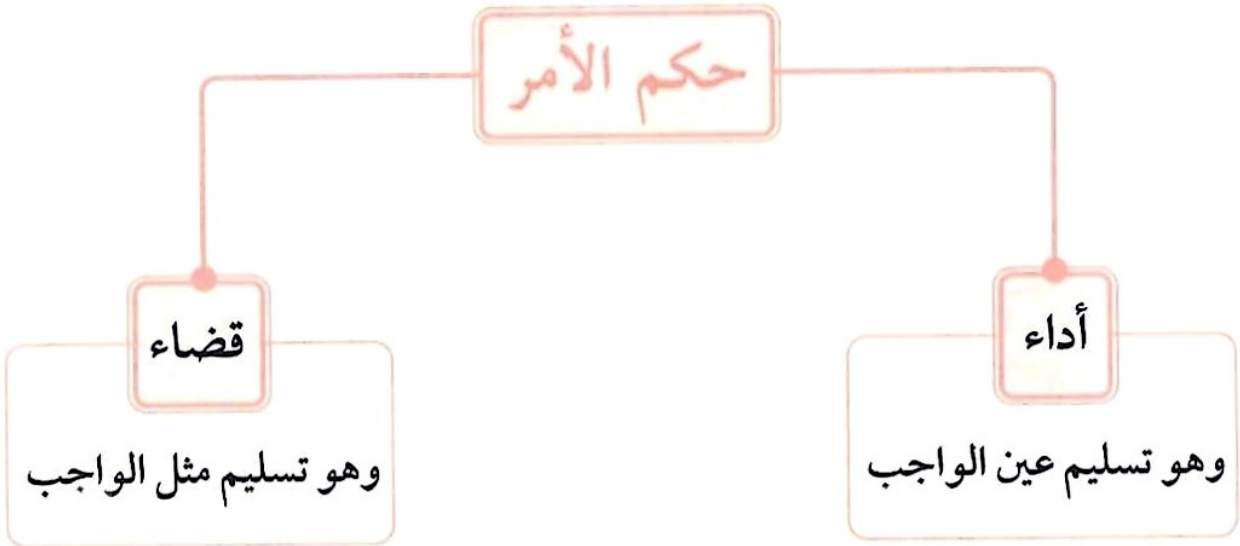 حكم الأمر
أداء
وهو تسليم عين الواجب
قضاء
وهو تسليم مثل الواجب